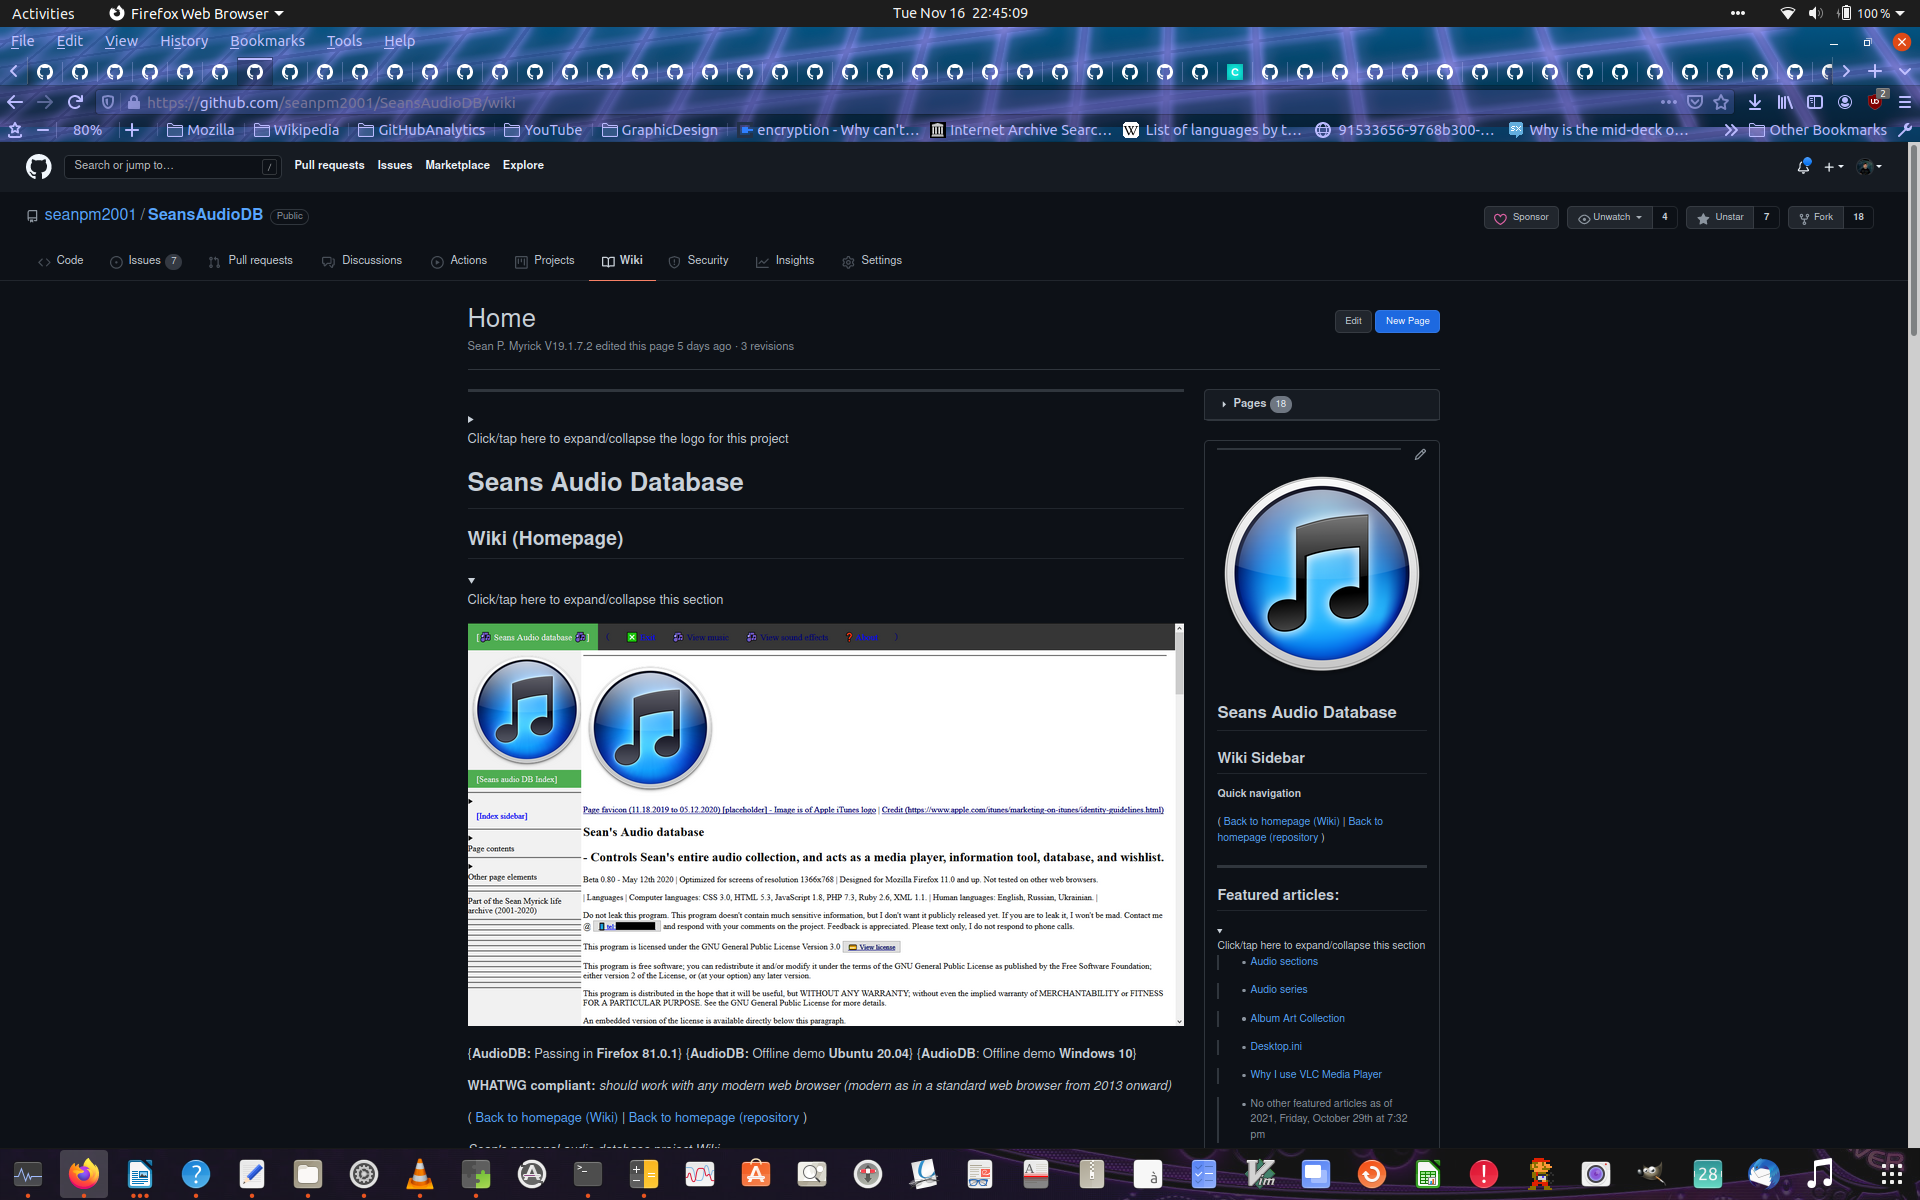 Activities
Firefox Web Browser
Tue Nov 16  22:45:09
100 %
File Edit View History Bookmarks Tools Help
https://github.com/seanpm2001/SeansAudioDB/wiki
2
80%
Mozilla
Wikipedia
GitHubAnalytics
YouTube
GraphicDesign
encryption - Why can't…
Internet Archive Searc…
List of languages by t…
91533656-9768b300-…
Why is the mid-deck o…
Other Bookmarks
Search or jump to…
/
Pull requests Issues Marketplace Explore
seanpm2001 / SeansAudioDB
Public
Sponsor
Unwatch 4
Unstar 7
Fork 18
Code
Issues 7
Pull requests
Discussions
Actions
Projects
Wiki
Security
Insights
Settings
Home
Edit
New Page
Sean P. Myrick V19.1.7.2 edited this page 5 days ago · 3 revisions
Click/tap here to expand/collapse the logo for this project
Seans Audio Database
Wiki (Homepage)
Click/tap here to expand/collapse this section
[ Seans Audio database ]
( Exit View music View sound effects About )
[Seans audio DB Index]
[Index sidebar]
Page contents
Other page elements
Part of the Sean Myrick life
archive (2001-2020)
Page favicon (11.18.2019 to 05.12.2020) [placeholder] - Image is of Apple iTunes logo | Credit (https://www.apple.com/itunes/marketing-on-itunes/identity-guidelines.html)
Sean's Audio database
- Controls Sean's entire audio collection, and acts as a media player, information tool, database, and wishlist.
Beta 0.80 - May 12th 2020 | Optimized for screens of resolution 1366x768 | Designed for Mozilla Firefox 11.0 and up. Not tested on other web browsers.
| Languages | Computer languages: CSS 3.0, HTML 5.3, JavaScript 1.8, PHP 7.3, Ruby 2.6, XML 1.1. | Human languages: English, Russian, Ukrainian. |
Do not leak this program. This program doesn't contain much sensitive information, but I don't want it publicly released yet. If you are to leak it, I won't be mad. Contact me
@ tel: and respond with your comments on the project. Feedback is appreciated. Please text only, I do not respond to phone calls.
This program is licensed under the GNU General Public License Version 3.0 View license
This program is free software; you can redistribute it and/or modify it under the terms of the GNU General Public License as published by the Free Software Foundation;
either version 2 of the License, or (at your option) any later version.
This program is distributed in the hope that it will be useful, but WITHOUT ANY WARRANTY; without even the implied warranty of MERCHANTABILITY or FITNESS
FOR A PARTICULAR PURPOSE. See the GNU General Public License for more details.
An embedded version of the license is available directly below this paragraph.
{AudioDB: Passing in Firefox 81.0.1} {AudioDB: Offline demo Ubuntu 20.04} {AudioDB: Offline demo Windows 10}
WHATWG compliant: should work with any modern web browser (modern as in a standard web browser from 2013 onward)
( Back to homepage (Wiki) | Back to homepage (repository )
Sean's personal audio database project Wiki
Pages 18
Seans Audio Database
Wiki Sidebar
Quick navigation
( Back to homepage (Wiki) | Back to
homepage (repository )
Featured articles:
Click/tap here to expand/collapse this section
Audio sections
Audio series
Album Art Collection
Desktop.ini
Why I use VLC Media Player
No other featured articles as of
2021, Friday, October 29th at 7:32
pm
28